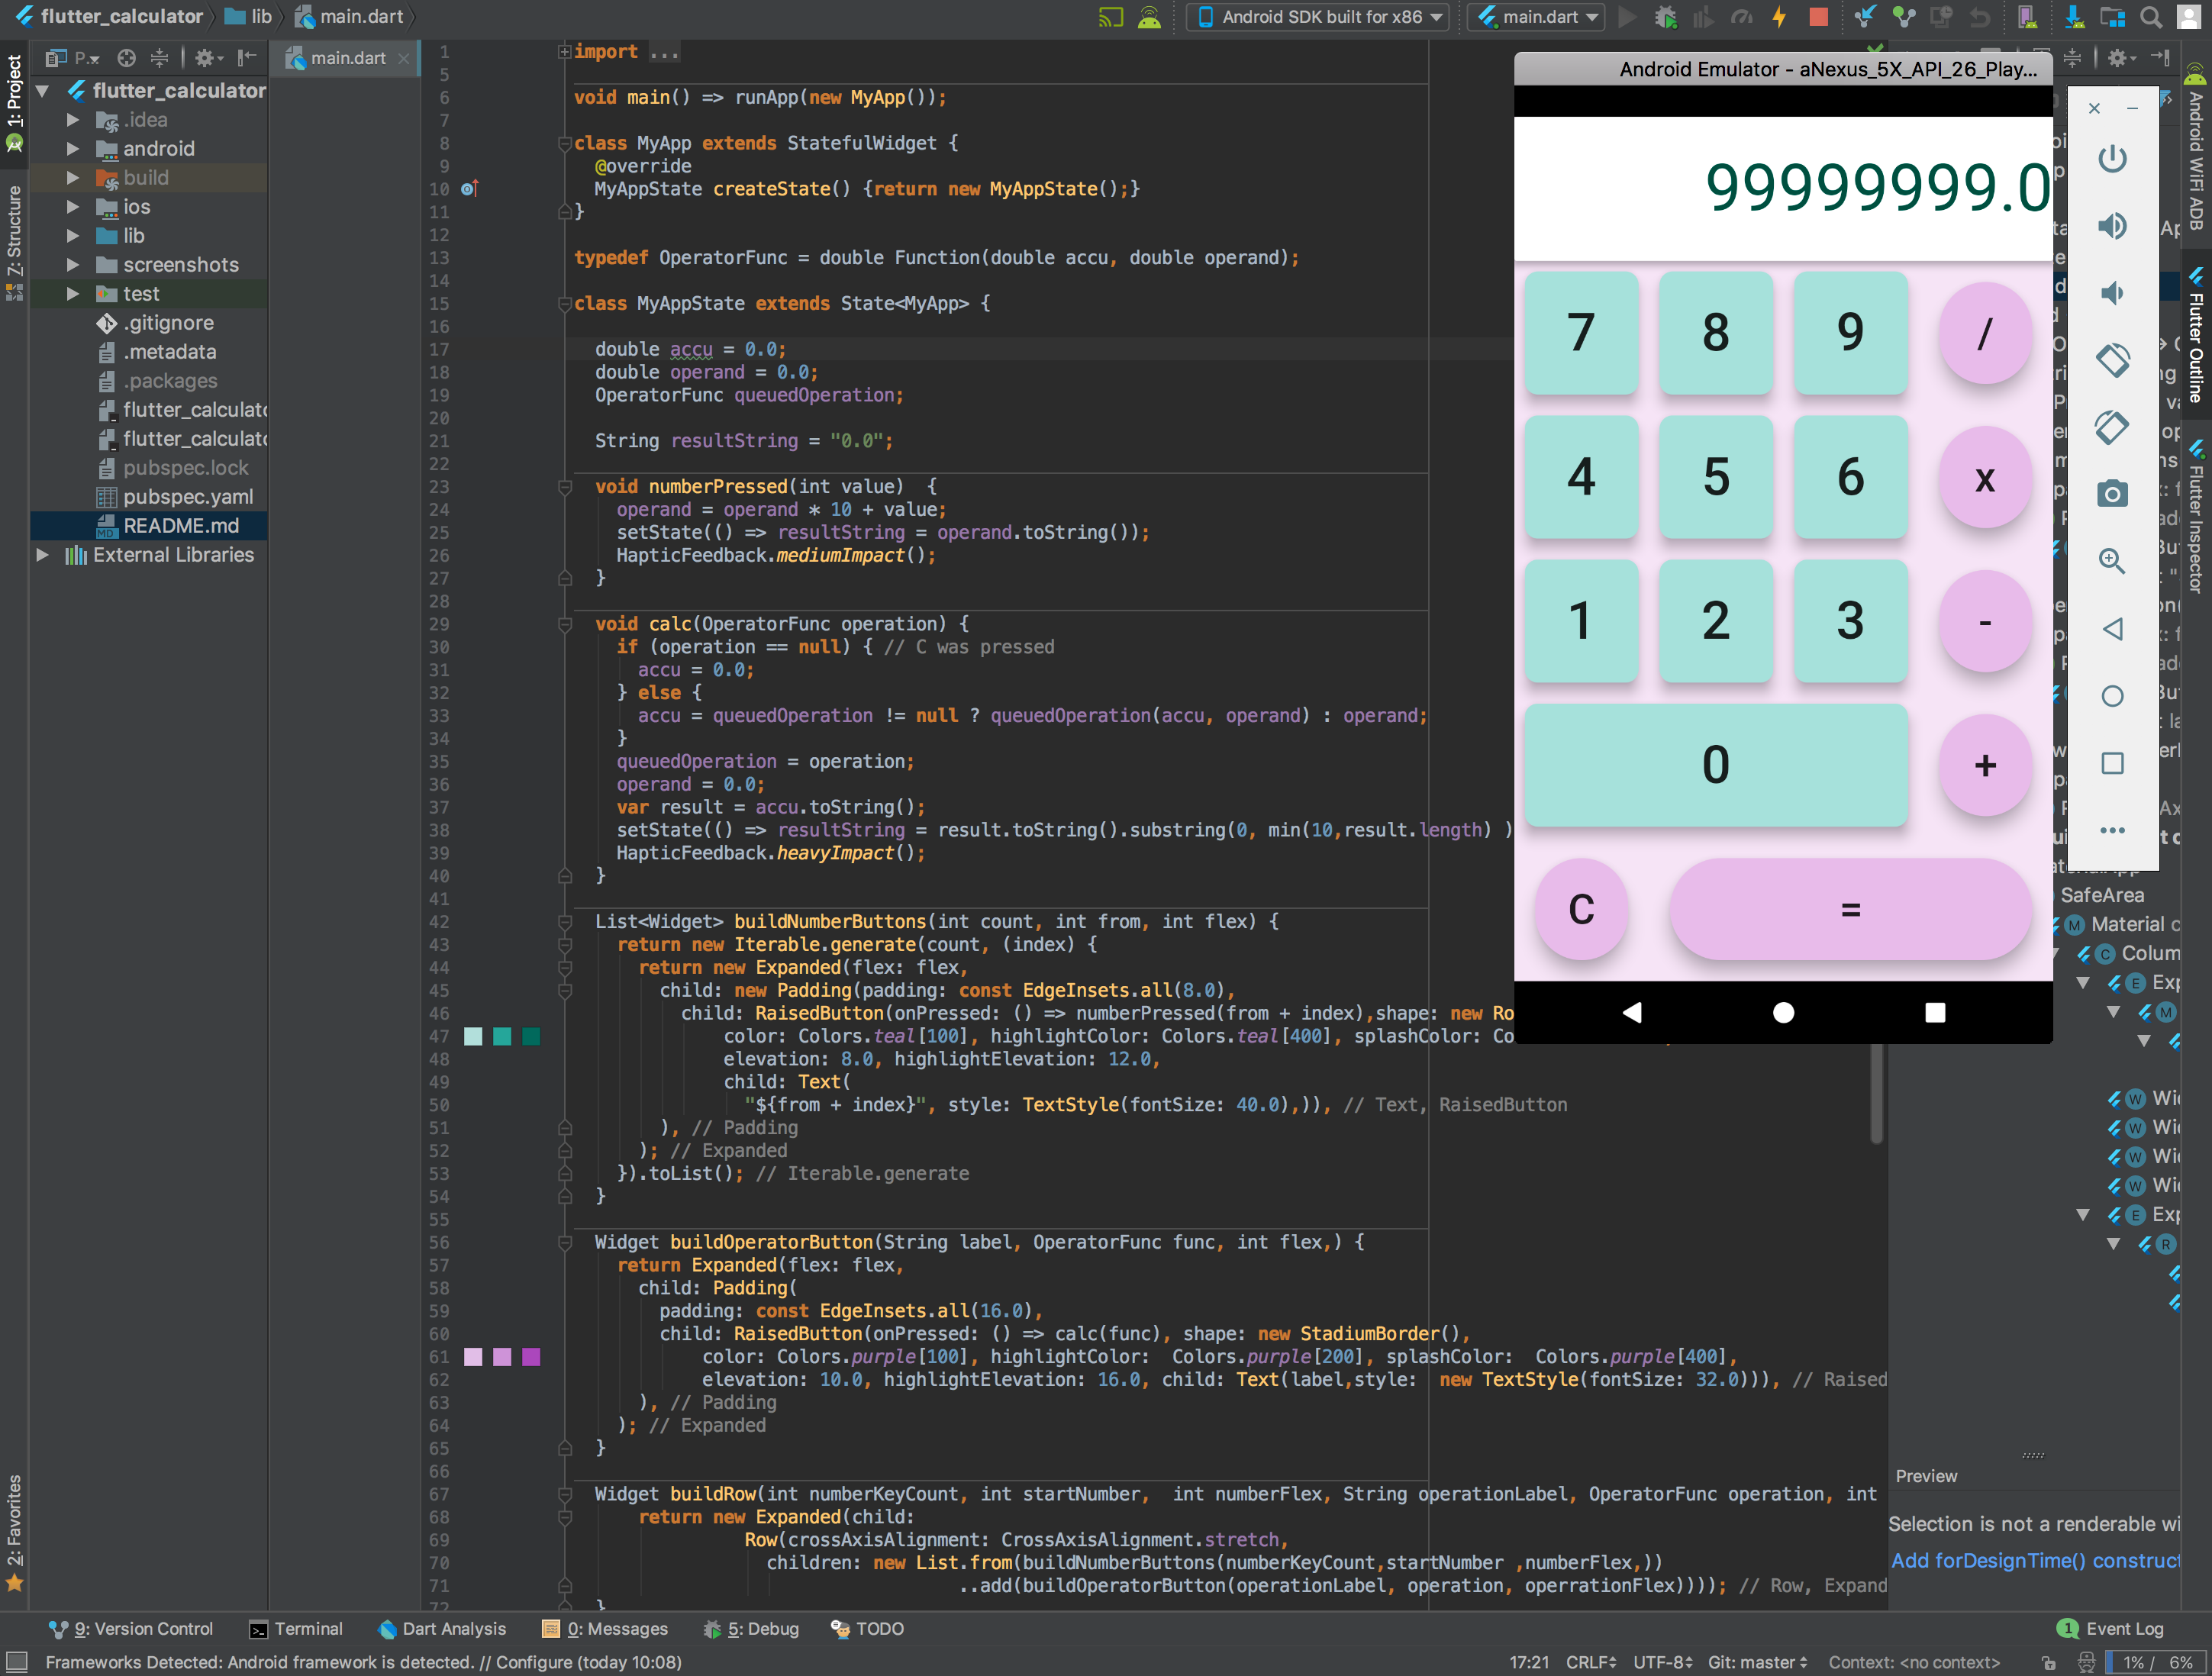 flutter_calculator
lib
main.dart
Android SDK built for x86
main.dart
1: Project
7: Structure
2: Favorites
P..
flutter_calculator
.idea
android
build
ios
lib
screenshots
test
.gitignore
.metadata
.packages
flutter_calculato
flutter_calculato
pubspec.lock
pubspec.yaml
README.md
External Libraries
main.dart
1 import ...
5
6 void main() => runApp(new MyApp());
7
8 class MyApp extends StatefulWidget {
9 @override
10 MyAppState createState() {return new MyAppState();}
11 }
12
13 typedef OperatorFunc = double Function(double accu, double operand);
14
15 class MyAppState extends State<MyApp> {
16
17 double accu = 0.0;
18 double operand = 0.0;
19 OperatorFunc queuedOperation;
20
21 String resultString = "0.0";
22
23 void numberPressed(int value)  {
24 operand = operand * 10 + value;
25 setState(() => resultString = operand.toString());
26 HapticFeedback.mediumImpact();
27 }
28
29 void calc(OperatorFunc operation) {
30 if (operation == null) { // C was pressed
31 accu = 0.0;
32 } else {
33 accu = queuedOperation != null ? queuedOperation(accu, operand) : operand;
34 }
35 queuedOperation = operation;
36 operand = 0.0;
37 var result = accu.toString();
38 setState(() => resultString = result.toString().substring(0, min(10,result.length) )
39 HapticFeedback.heavyImpact();
40 }
41
42 List<Widget> buildNumberButtons(int count, int from, int flex) {
43 return new Iterable.generate(count, (index) {
44 return new Expanded(flex: flex,
45 child: new Padding(padding: const EdgeInsets.all(8.0),
46 child: RaisedButton(onPressed: () => numberPressed(from + index),shape: new Ro
47 color: Colors.teal[100], highlightColor: Colors.teal[400], splashColor: Co
48 elevation: 8.0, highlightElevation: 12.0,
49 child: Text(
50 "${from + index}", style: TextStyle(fontSize: 40.0),)), // Text, RaisedButton
51 ), // Padding
52 ); // Expanded
53 }).toList(); // Iterable.generate
54 }
55
56 Widget buildOperatorButton(String label, OperatorFunc func, int flex,) {
57 return Expanded(flex: flex,
58 child: Padding(
59 padding: const EdgeInsets.all(16.0),
60 child: RaisedButton(onPressed: () => calc(func), shape: new StadiumBorder(),
61 color: Colors.purple[100], highlightColor:  Colors.purple[200], splashColor:  Colors.purple[400],
62 elevation: 10.0, highlightElevation: 16.0, child: Text(label,style:  new TextStyle(fontSize: 32.0))), // Raised
63 ), // Padding
64 ); // Expanded
65 }
66
67 Widget buildRow(int numberKeyCount, int startNumber,  int numberFlex, String operationLabel, OperatorFunc operation, int
68 return new Expanded(child:
69 Row(crossAxisAlignment: CrossAxisAlignment.stretch,
70 children: new List.from(buildNumberButtons(numberKeyCount,startNumber ,numberFlex,))
71 ..add(buildOperatorButton(operationLabel, operation, operrationFlex)))); // Row, Expand
72 }
Android Emulator - aNexus_5X_API_26_Play...
99999999.0
7 8 9 /
4 5 6 x
1 2 3 -
0 +
C =
Android WiFi ADB
Flutter Outline
Flutter Inspector
SafeArea
M Material c
C Colum
E Exp
M
W Wi
W Wi
W Wi
W Wi
E Exp
R
Preview
Selection is not a renderable wi
Add forDesignTime() construct
9: Version Control
Terminal
Dart Analysis
0: Messages
5: Debug
TODO
1 Event Log
Frameworks Detected: Android framework is detected. // Configure (today 10:08)
17:21
CRLF
UTF-8
Git: master
Context: <no context>
1% / 6%